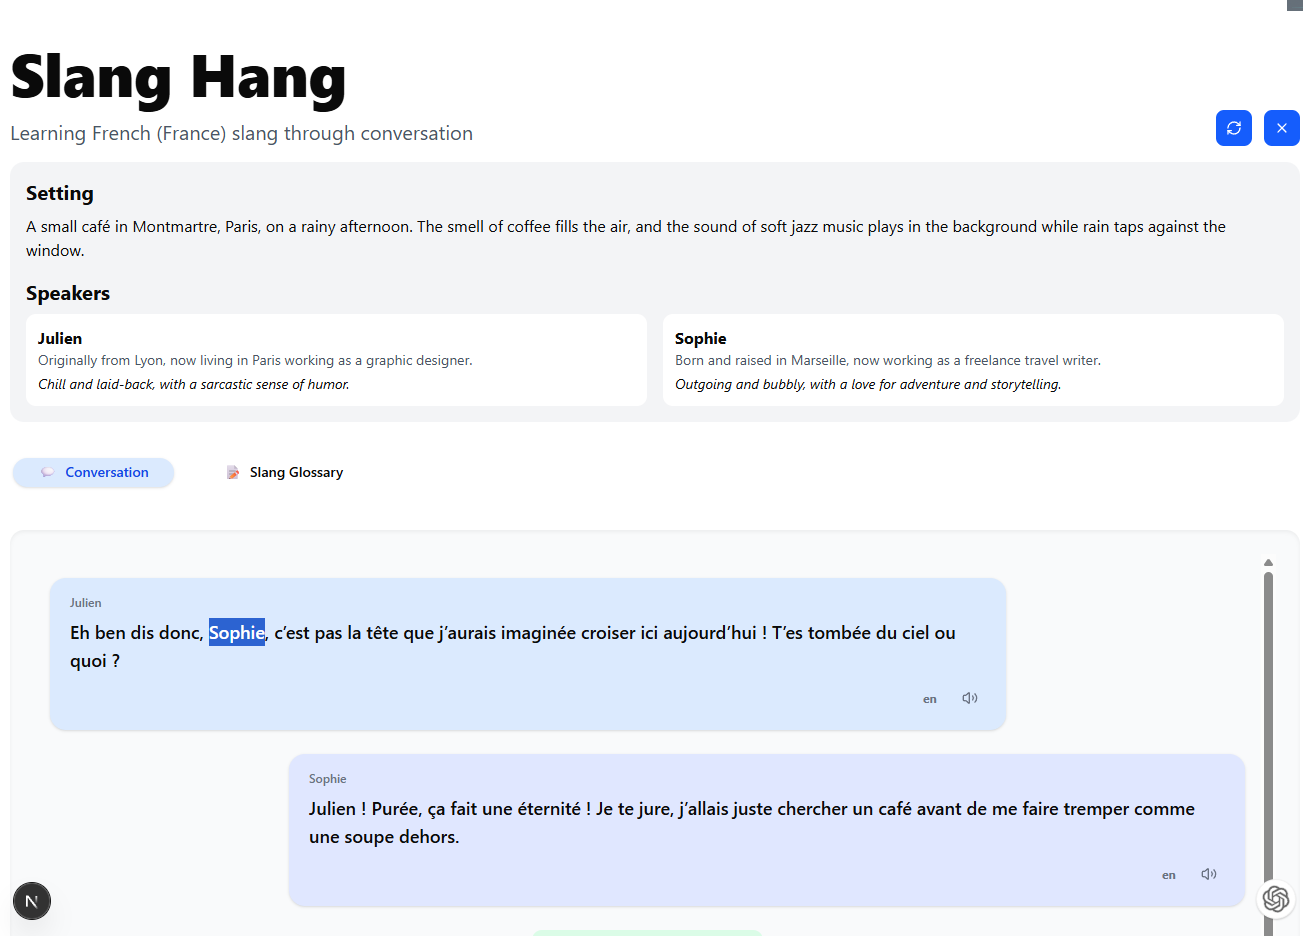 Slang Hang
Learning French (France) slang through conversation
Setting
A small café in Montmartre, Paris, on a rainy afternoon. The smell of coffee fills the air, and the sound of soft jazz music plays in the background while rain taps against the
window.
Speakers
Julien
Originally from Lyon, now living in Paris working as a graphic designer.
Chill and laid-back, with a sarcastic sense of humor.
Sophie
Born and raised in Marseille, now working as a freelance travel writer.
Outgoing and bubbly, with a love for adventure and storytelling.
Conversation
Slang Glossary
Julien
Eh ben dis donc, Sophie, c’est pas la tête que j’aurais imaginée croiser ici aujourd’hui ! T’es tombée du ciel ou
quoi ?
en
Sophie
Julien ! Purée, ça fait une éternité ! Je te jure, j’allais juste chercher un café avant de me faire tremper comme
une soupe dehors.
en
N